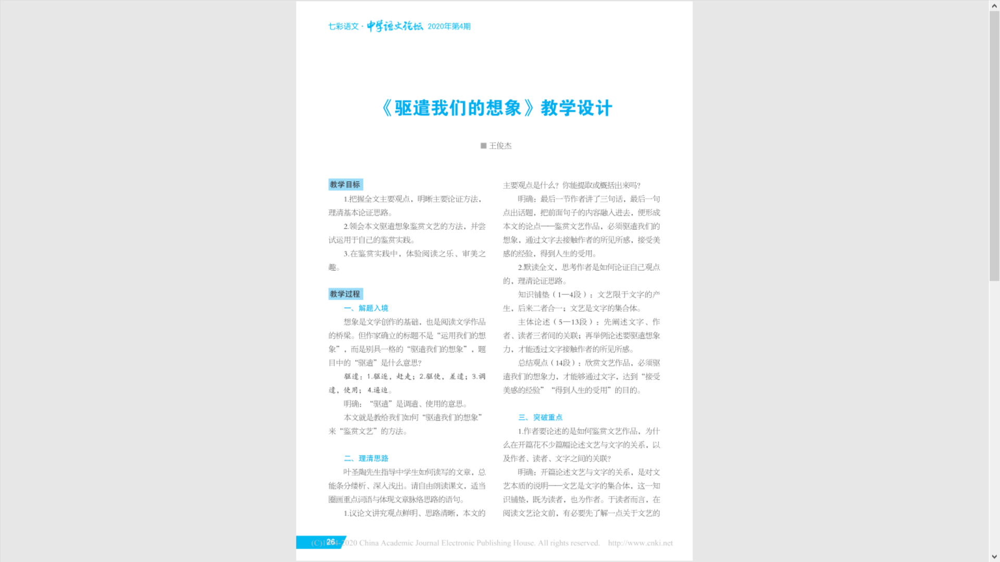 七彩语文·中学语文论坛 2020年第4期
《驱遣我们的想象》教学设计
■ 王俊杰
教学目标
1.把握全文主要观点，明晰主要论证方法，
理清基本论证思路。
2.领会本文驱遣想象鉴赏文艺的方法，并尝
试运用于自己的鉴赏实践。
3.在鉴赏实践中，体验阅读之乐、审美之
趣。
教学过程
一、解题入境
想象是文学创作的基础，也是阅读文学作品
的桥梁。但作家确立的标题不是“运用我们的想
象”，而是别具一格的“驱遣我们的想象”，题
目中的“驱遣”是什么意思？
驱遣：1.驱逐，赶走；2.驱使，差遣；3.调
遣，使用；4.逼迫。
明确：“驱遣”是调遣、使用的意思。
本文就是教给我们如何“驱遣我们的想象”
来“鉴赏文艺”的方法。
二、理清思路
叶圣陶先生指导中学生如何读写的文章，总
能条分缕析、深入浅出。请自由朗读课文，适当
圈画重点词语与体现文章脉络思路的语句。
1.议论文讲究观点鲜明、思路清晰，本文的
主要观点是什么？你能提取或概括出来吗？
明确：最后一节作者讲了三句话，最后一句
点出话题，把前面句子的内容融入进去，便形成
本文的论点——鉴赏文艺作品，必须驱遣我们的
想象，通过文字去接触作者的所见所感，接受美
感的经验，得到人生的受用。
2.默读全文，思考作者是如何论证自己观点
的，理清论证思路。
知识铺垫（1—4段）：文艺限于文字的产
生，后来二者合一；文艺是文字的集合体。
主体论述（5—13段）：先阐述文字、作
者、读者三者间的关联；再举例论述要驱遣想象
力，才能透过文字接触作者的所见所感。
总结观点（14段）：欣赏文艺作品，必须驱
遣我们的想象力，才能够通过文字，达到“接受
美感的经验”“得到人生的受用”的目的。
三、突破重点
1.作者要论述的是如何鉴赏文艺作品，为什
么在开篇花不少篇幅论述文艺与文字的关系，以
及作者、读者、文字之间的关联？
明确：开篇论述文艺与文字的关系，是对文
艺本质的说明——文艺是文字的集合体，这一知
识铺垫，既为读者，也为作者。于读者而言，在
阅读文艺论文前，有必要先了解一点关于文艺的
26
(C)1994-2020 China Academic Journal Electronic Publishing House. All rights reserved. http://www.cnki.net